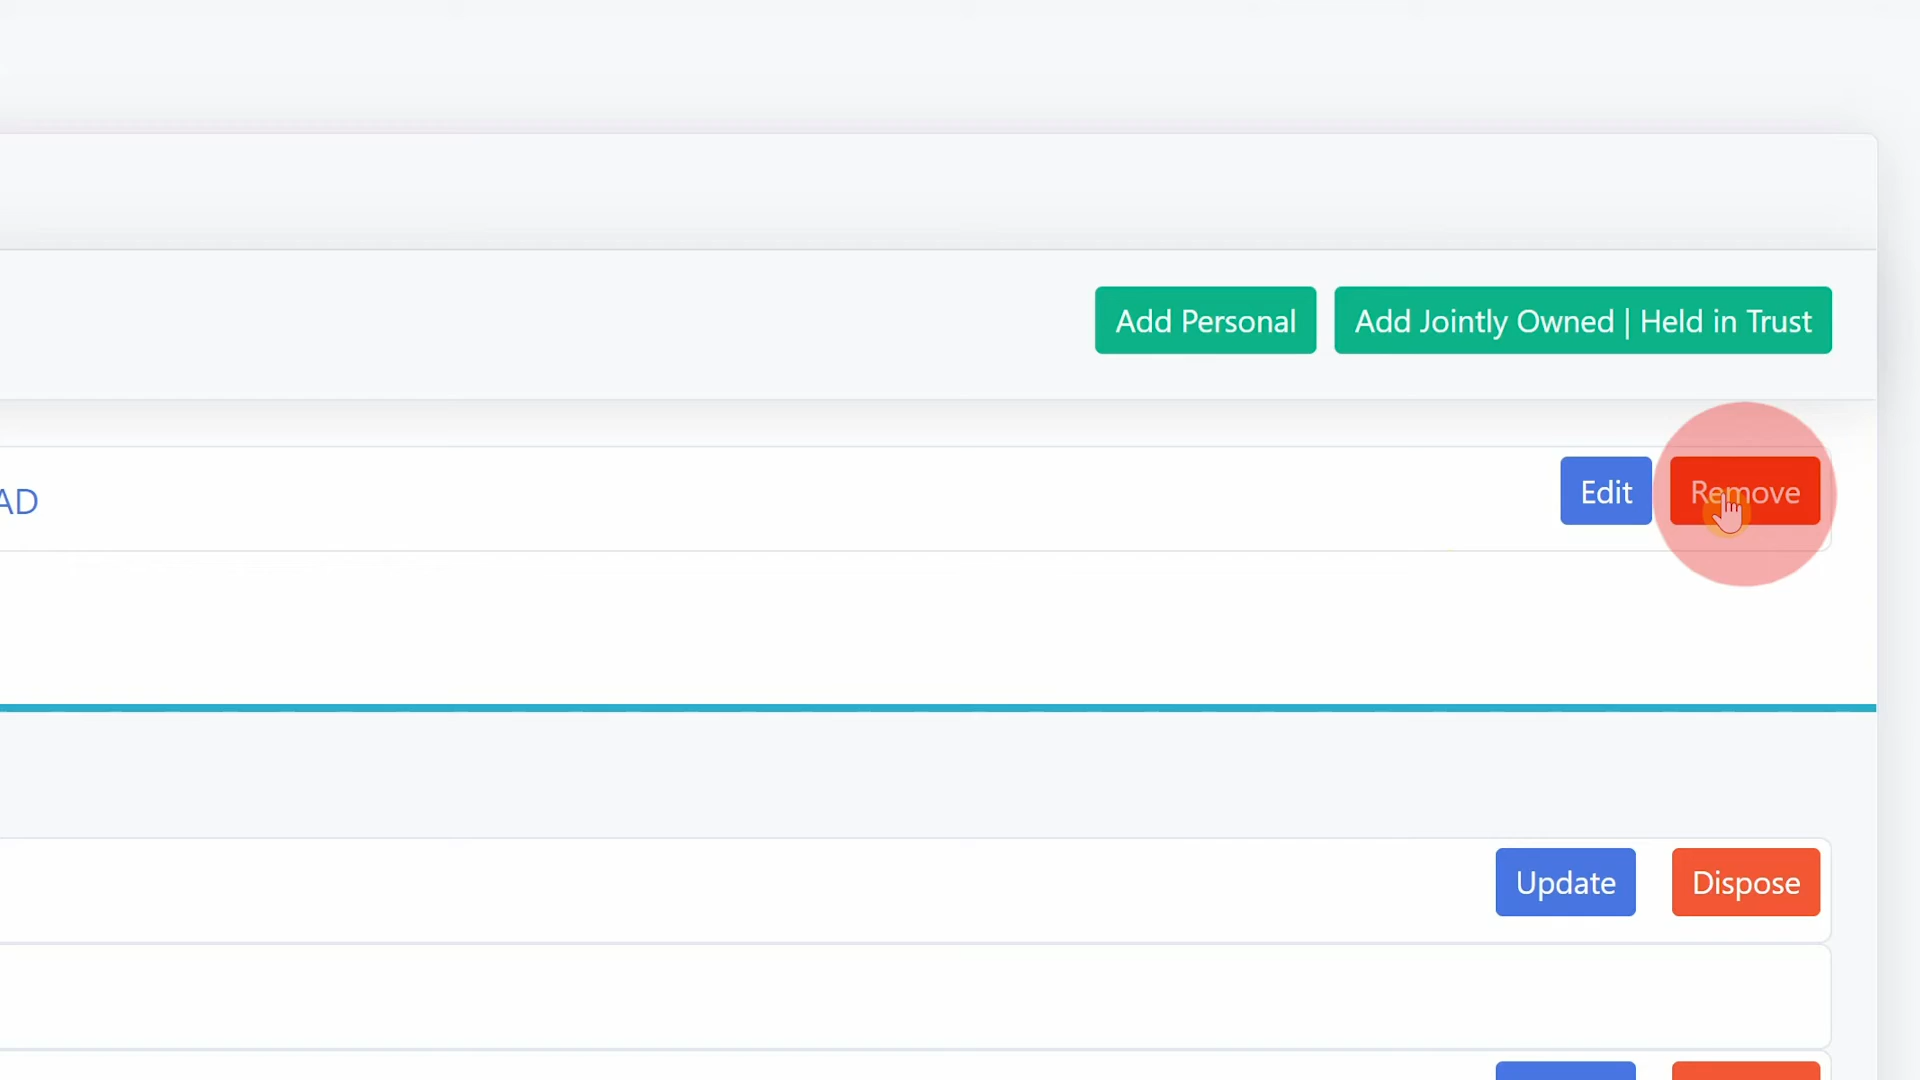 Add Personal
Add Jointly Owned | Held in Trust
AD
Edit
Remove
Update
Dispose